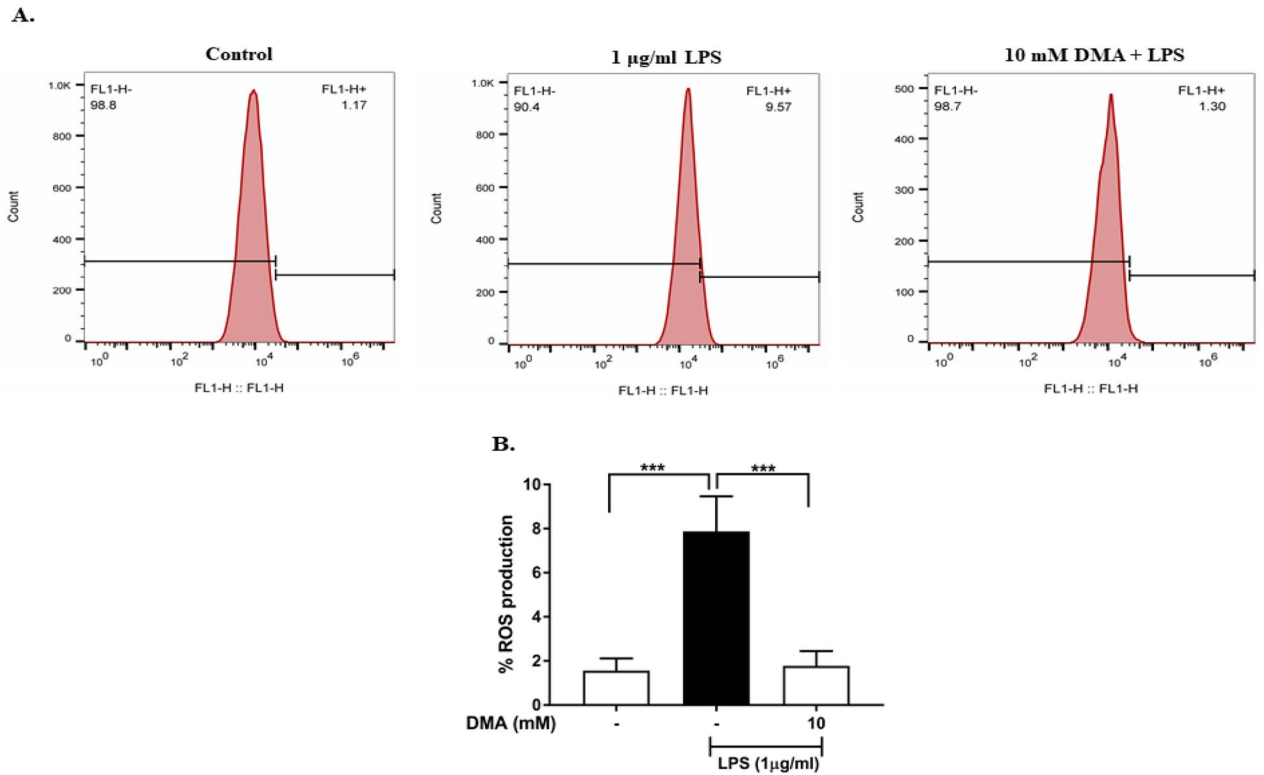 A.
Control
1 µg/ml LPS
10 mM DMA + LPS
FL1-H-
98.8
FL1-H+
1.17
1.0K
800
600
400
200
0
Count
10^0
10^2
10^4
10^6
FL1-H :: FL1-H
FL1-H-
90.4
FL1-H+
9.57
1.0K
800
600
400
200
0
Count
10^0
10^2
10^4
10^6
FL1-H :: FL1-H
FL1-H-
98.7
FL1-H+
1.30
500
400
300
200
100
0
Count
10^0
10^2
10^4
10^6
FL1-H :: FL1-H
B.
*** ***
10
8
6
4
2
0
% ROS production
DMA (mM) - - 10
LPS (1µg/ml)